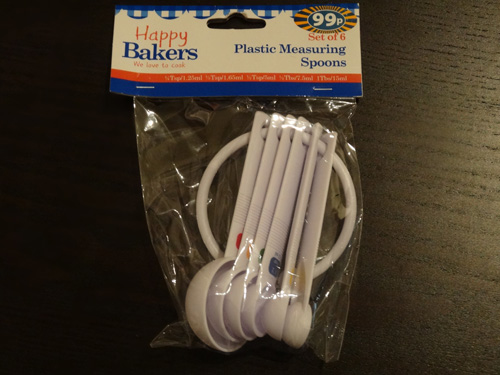 Happy
Bakers
We love to cook
99p
Set of 6
Plastic Measuring
Spoons